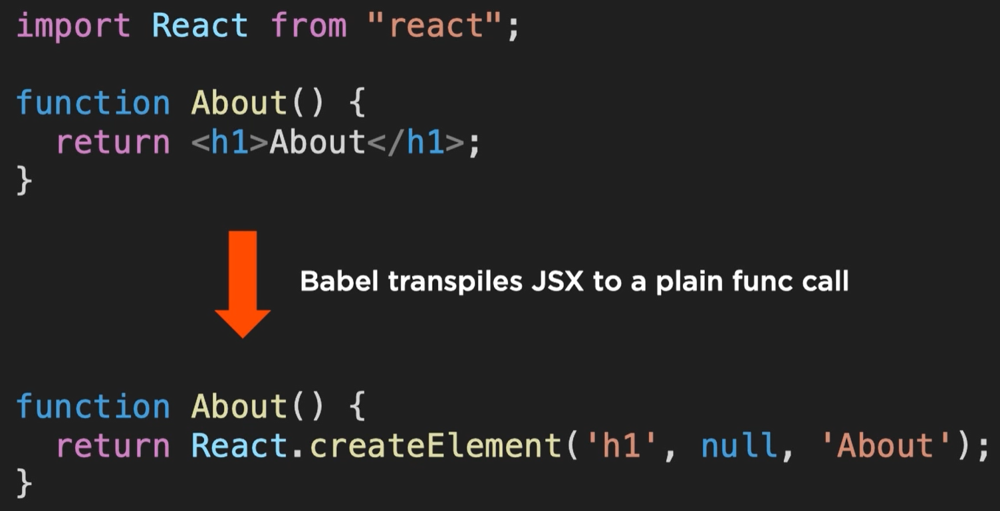 import React from "react";
function About() {
  return <h1>About</h1>;
}
Babel transpiles JSX to a plain func call
function About() {
  return React.createElement('h1', null, 'About');
}